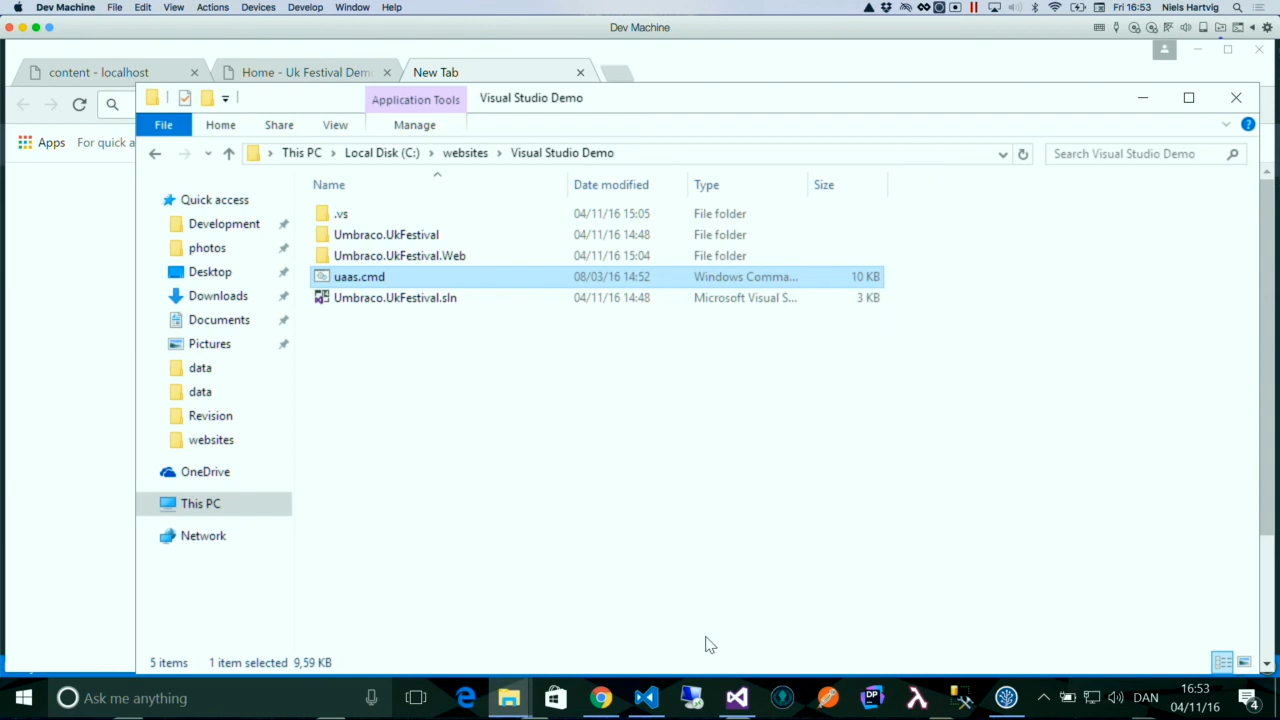 Dev Machine File Edit View Actions Devices Develop Window Help Fri 16:53 Niels Hartvig
Dev Machine
content - localhost Home - Uk Festival Dem New Tab
Application Tools Visual Studio Demo
File Home Share View Manage
Apps For quick a
This PC Local Disk (C:) websites Visual Studio Demo Search Visual Studio Demo
Name Date modified Type Size
Quick access
Development
photos
Desktop
Downloads
Documents
Pictures
data
data
Revision
websites
OneDrive
This PC
Network
.vs 04/11/16 15:05 File folder
Umbraco.UkFestival 04/11/16 14:48 File folder
Umbraco.UkFestival.Web 04/11/16 15:04 File folder
uaas.cmd 08/03/16 14:52 Windows Comma... 10 KB
Umbraco.UkFestival.sln 04/11/16 14:48 Microsoft Visual S... 3 KB
5 items 1 item selected 9,59 KB
Ask me anything DP DAN 16:53
04/11/16 4